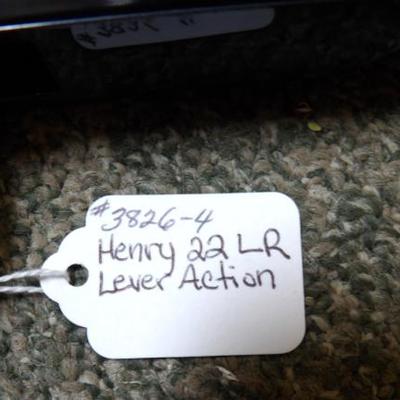 #3826-4
Henry 22 LR
Lever Action